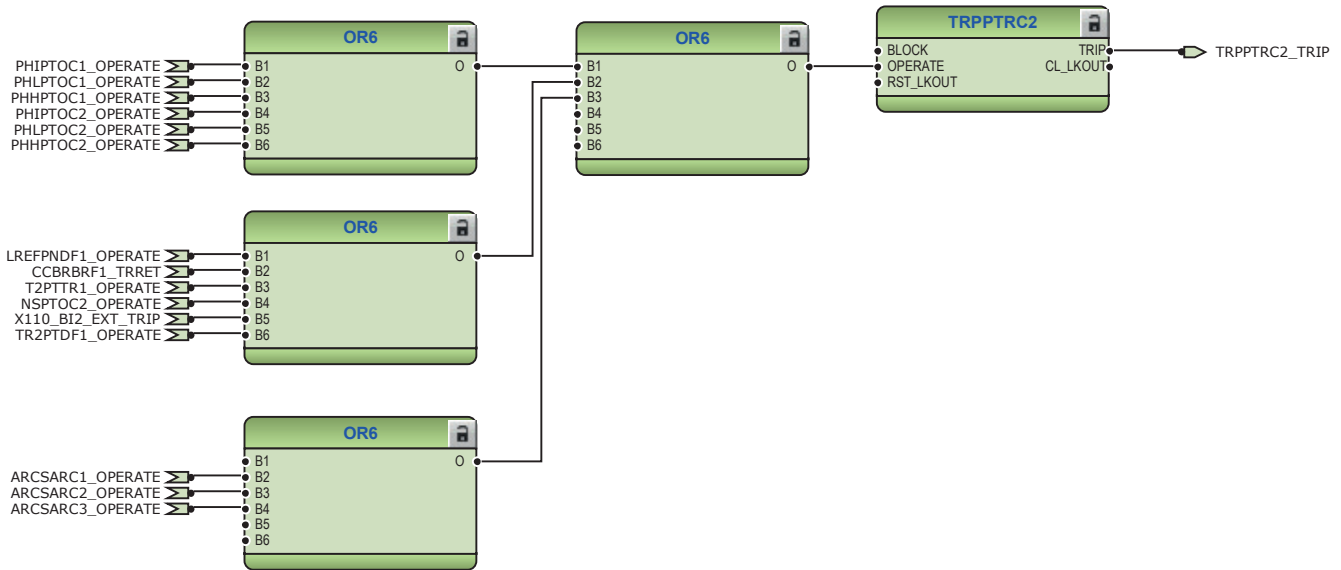 OR6
PHIPTOC1_OPERATE B1 O
PHLPTOC1_OPERATE B2
PHHPTOC1_OPERATE B3
PHIPTOC2_OPERATE B4
PHLPTOC2_OPERATE B5
PHHPTOC2_OPERATE B6
OR6
B1 O
B2
B3
B4
B5
B6
TRPPTRC2
BLOCK TRIP TRPPTRC2_TRIP
OPERATE CL_LKOUT
RST_LKOUT
OR6
LREFPNDF1_OPERATE B1 O
CCBRBRF1_TRRET B2
T2PTTR1_OPERATE B3
NSPTOC2_OPERATE B4
X110_BI2_EXT_TRIP B5
TR2PTDF1_OPERATE B6
OR6
B1 O
ARCSARC1_OPERATE B2
ARCSARC2_OPERATE B3
ARCSARC3_OPERATE B4
B5
B6